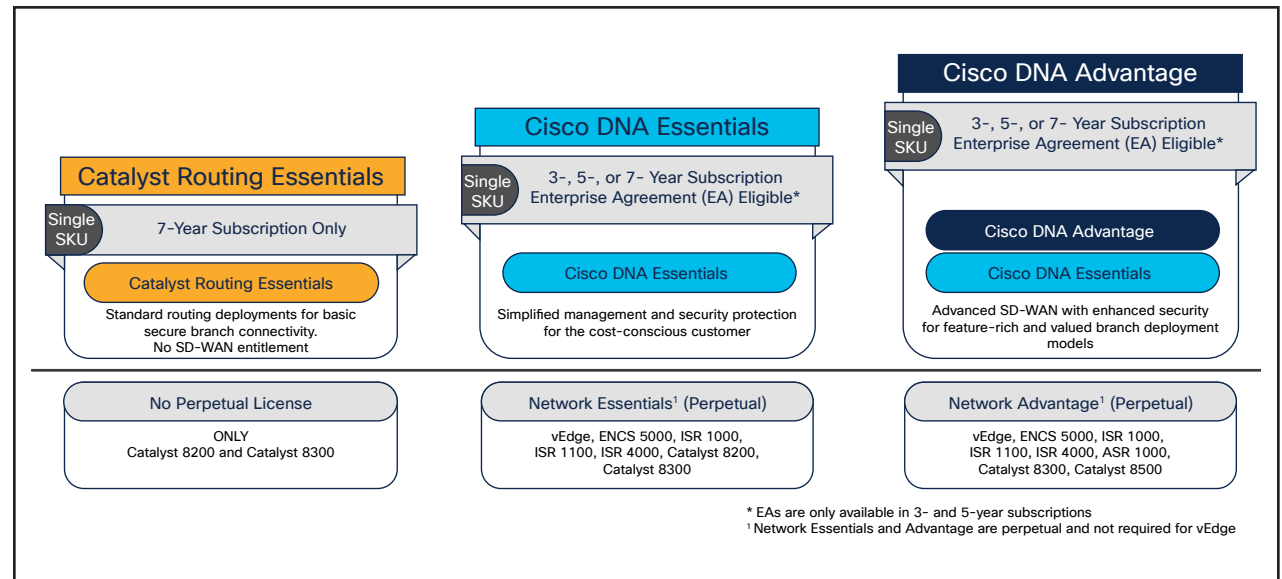 Catalyst Routing Essentials
Single
SKU
7-Year Subscription Only
Catalyst Routing Essentials
Standard routing deployments for basic
secure branch connectivity.
No SD-WAN entitlement
No Perpetual License
ONLY
Catalyst 8200 and Catalyst 8300
Cisco DNA Essentials
Single
SKU
3-, 5-, or 7- Year Subscription
Enterprise Agreement (EA) Eligible*
Cisco DNA Essentials
Simplified management and security protection
for the cost-conscious customer
Network Essentials¹ (Perpetual)
vEdge, ENCS 5000, ISR 1000,
ISR 1100, ISR 4000, Catalyst 8200,
Catalyst 8300
Cisco DNA Advantage
Single
SKU
3-, 5-, or 7- Year Subscription
Enterprise Agreement (EA) Eligible*
Cisco DNA Advantage
Cisco DNA Essentials
Advanced SD-WAN with enhanced security
for feature-rich and valued branch deployment
models
Network Advantage¹ (Perpetual)
vEdge, ENCS 5000, ISR 1000,
ISR 1100, ISR 4000, ASR 1000,
Catalyst 8300, Catalyst 8500
* EAs are only available in 3- and 5-year subscriptions
¹ Network Essentials and Advantage are perpetual and not required for vEdge